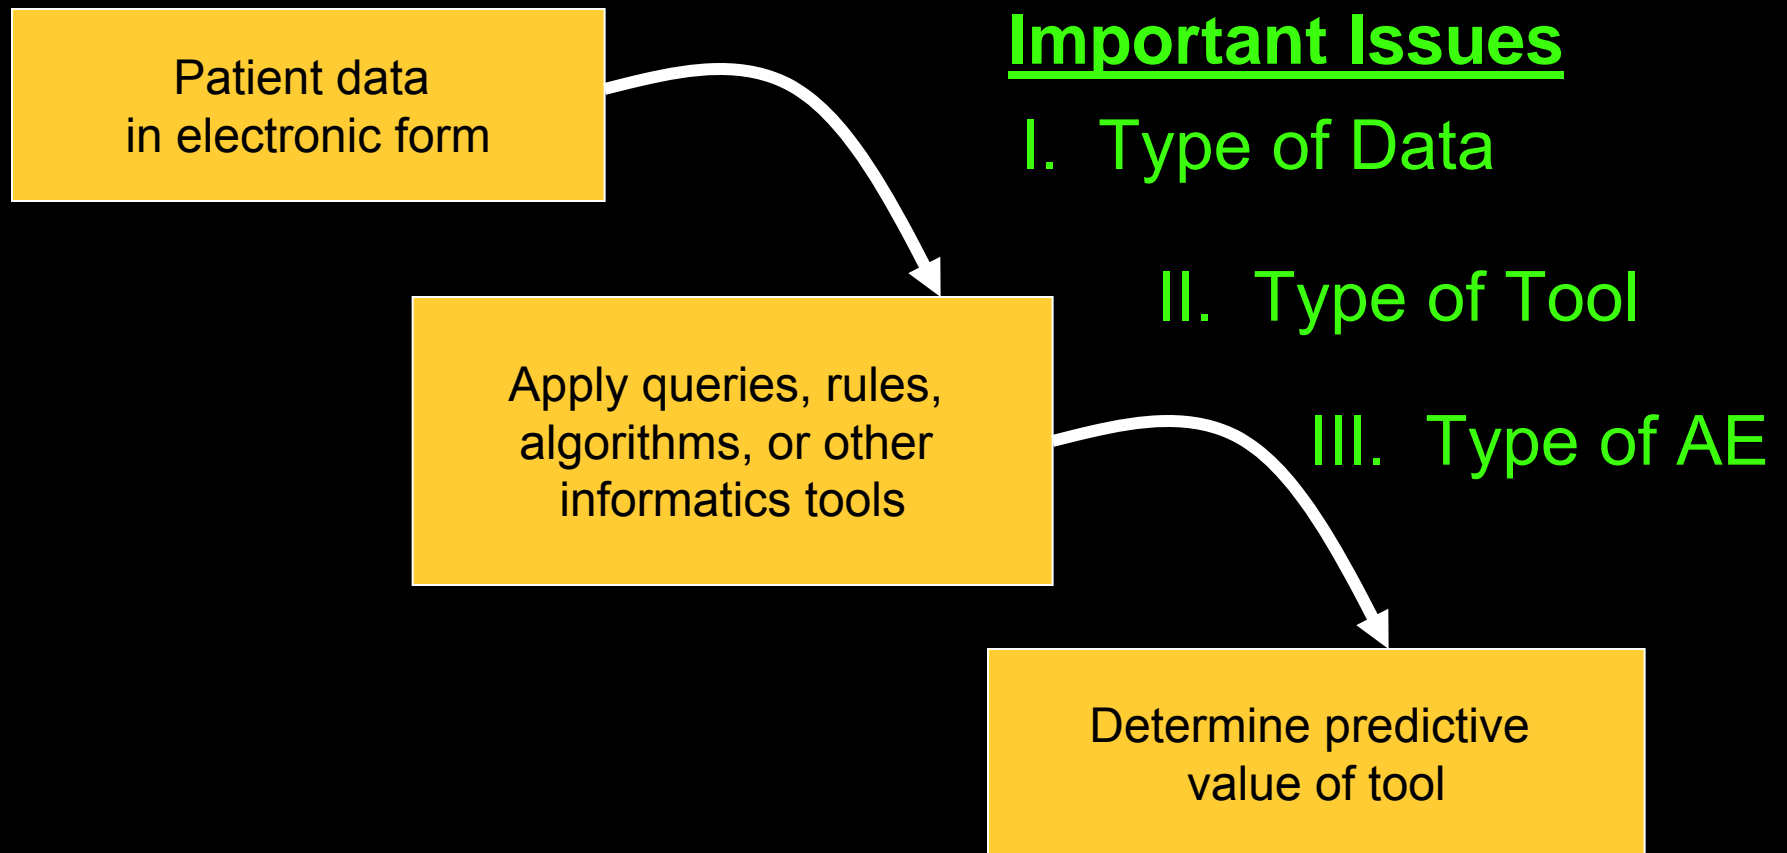 Patient data
in electronic form
Important Issues
I. Type of Data
II. Type of Tool
III. Type of AE
Apply queries, rules,
algorithms, or other
informatics tools
Determine predictive
value of tool